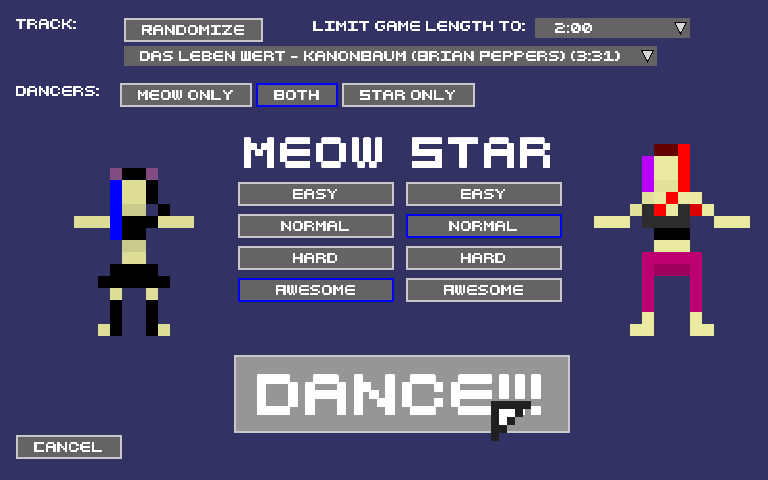 TRACK: RANDOMIZE LIMIT GAME LENGTH TO: 2:00
DAS LEBEN WERT - KANONBAUM (BRIAN PEPPERS) (3:31)
DANCERS: MEOW ONLY BOTH STAR ONLY
MEOW STAR
EASY EASY
NORMAL NORMAL
HARD HARD
AWESOME AWESOME
DANCE!!!
CANCEL